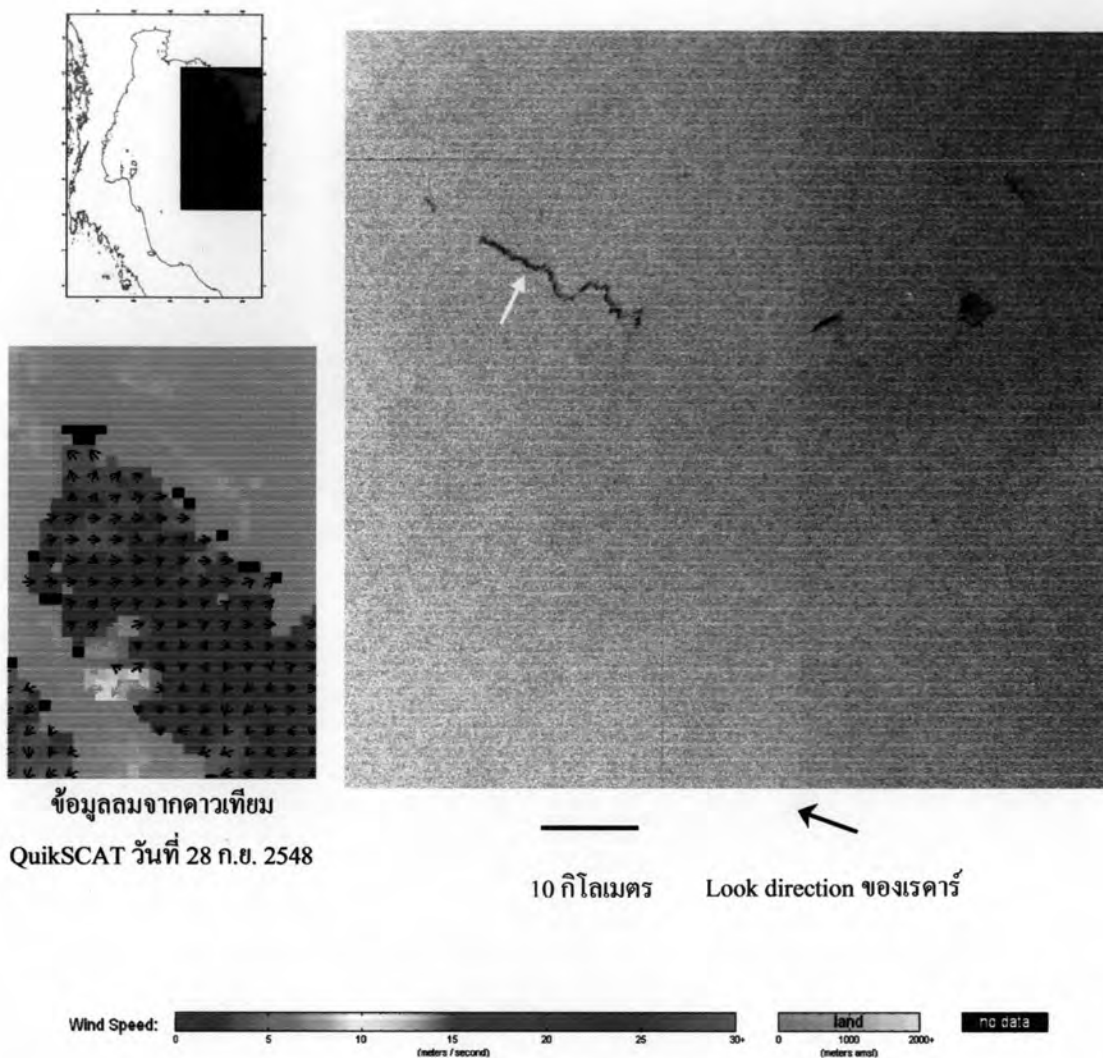 ข้อมูลลมจากดาวเทียม
QuikSCAT วันที่ 28 ก.ย. 2548
10 กิโลเมตร
Look direction ของเรดาร์
Wind Speed:
0 5 10 15 20 25 30+
(meters / second)
land
0 1000 2000+
(meters amsl)
no data